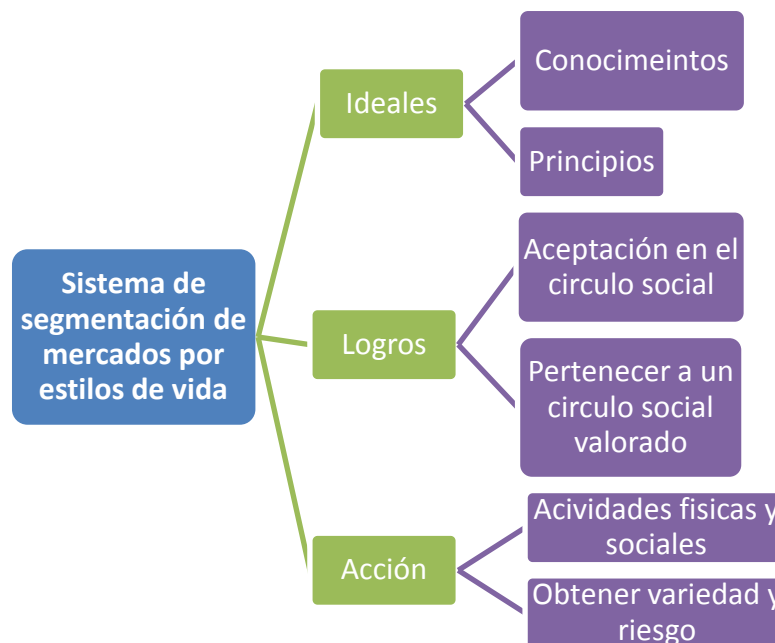 Sistema de
segmentación de
mercados por
estilos de vida
Ideales
Conocimeintos
Principios
Logros
Aceptación en el
circulo social
Pertenecer a un
circulo social
valorado
Acción
Acividades fisicas y
sociales
Obtener variedad y
riesgo